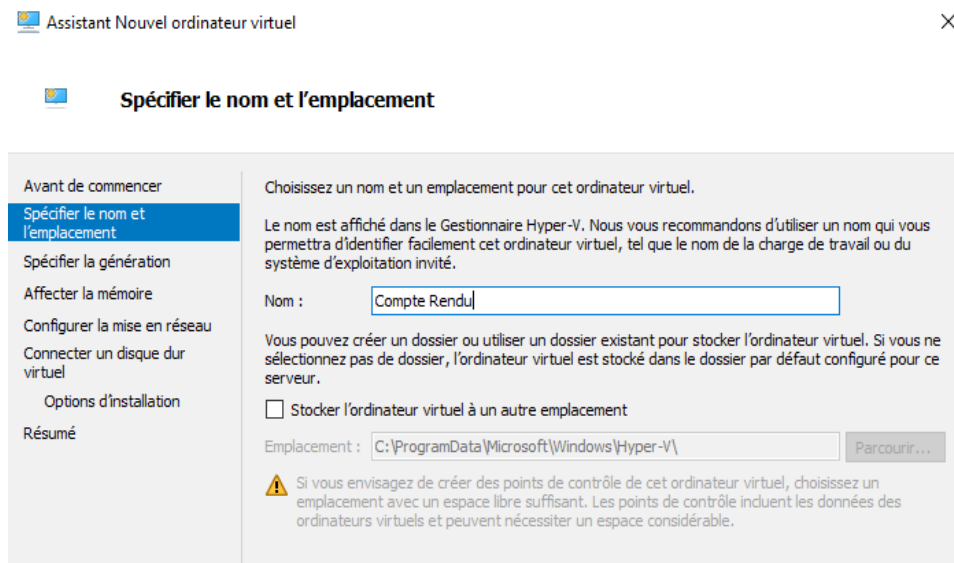 Assistant Nouvel ordinateur virtuel
Spécifier le nom et l'emplacement
Avant de commencer
Spécifier le nom et
l'emplacement
Spécifier la génération
Affecter la mémoire
Configurer la mise en réseau
Connecter un disque dur
virtuel
Options d'installation
Résumé
Choisissez un nom et un emplacement pour cet ordinateur virtuel.
Le nom est affiché dans le Gestionnaire Hyper-V. Nous vous recommandons d'utiliser un nom qui vous
permettra d'identifier facilement cet ordinateur virtuel, tel que le nom de la charge de travail ou du
système d'exploitation invité.
Nom : Compte Rendu
Vous pouvez créer un dossier ou utiliser un dossier existant pour stocker l'ordinateur virtuel. Si vous ne
sélectionnez pas de dossier, l'ordinateur virtuel est stocké dans le dossier par défaut configuré pour ce
serveur.
Stocker l'ordinateur virtuel à un autre emplacement
Emplacement : C:\ProgramData\Microsoft\Windows\Hyper-V\ Parcourir...
Si vous envisagez de créer des points de contrôle de cet ordinateur virtuel, choisissez un
emplacement avec un espace libre suffisant. Les points de contrôle incluent les données des
ordinateurs virtuels et peuvent nécessiter un espace considérable.